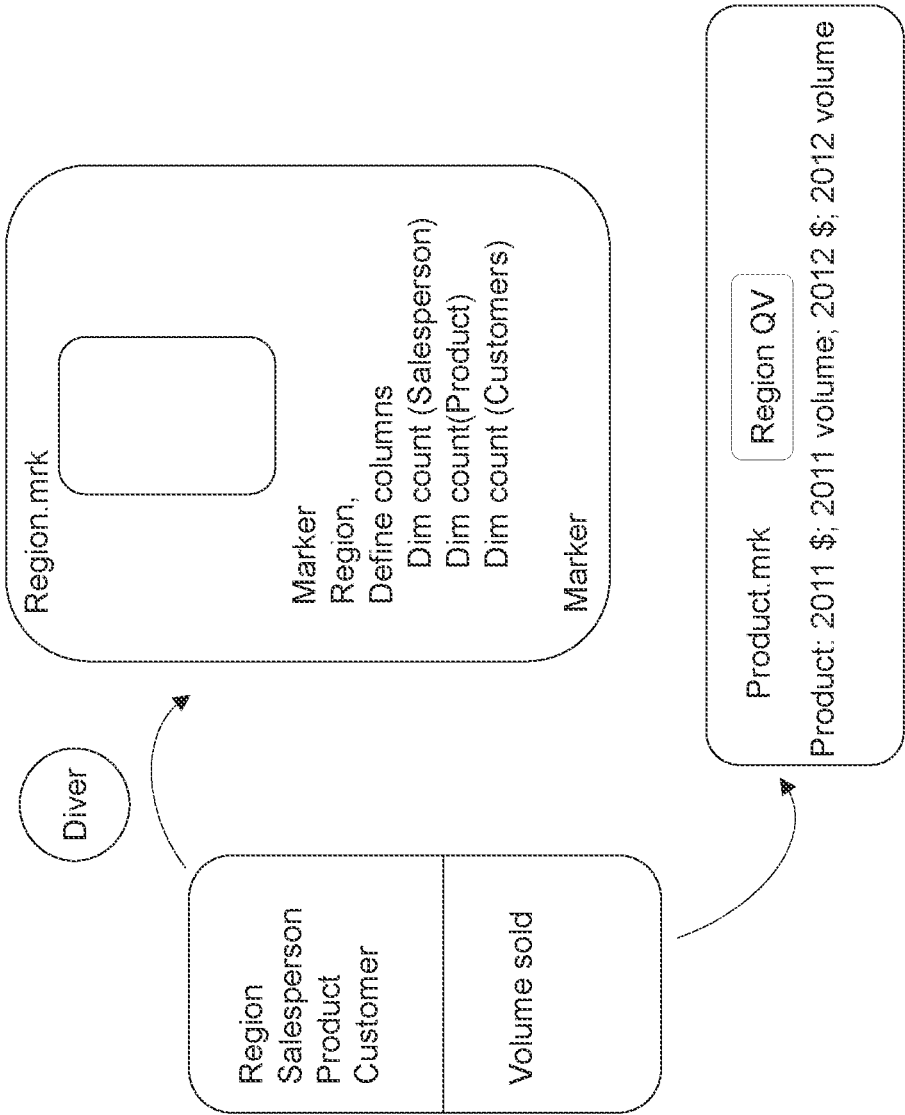 Diver
Region
Salesperson
Product
Customer
Volume sold
Region.mrk
Marker
Region,
Define columns
Dim count (Salesperson)
Dim count(Product)
Dim count (Customers)
Marker
Product.mrk
Region QV
Product: 2011 $; 2011 volume; 2012 $; 2012 volume